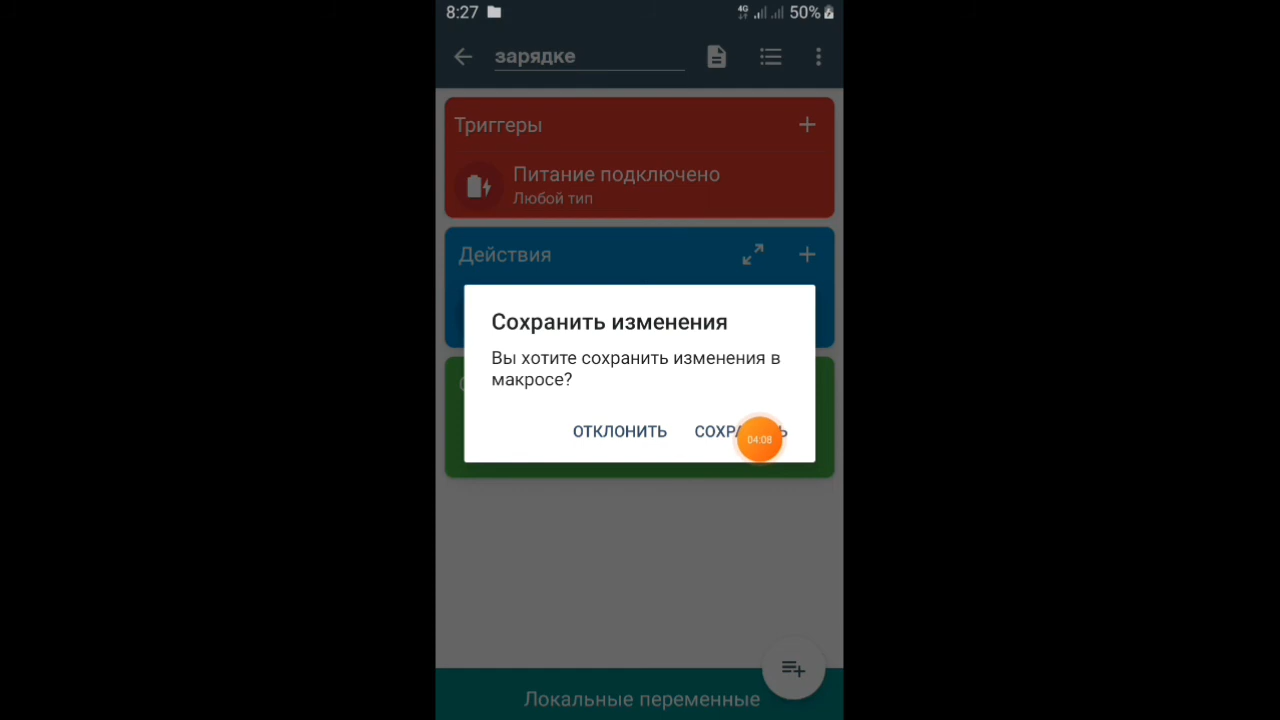 8:27
4G
50%
зарядке
Триггеры
Питание подключено
Любой тип
Действия
Сохранить изменения
Вы хотите сохранить изменения в
макросе?
ОТКЛОНИТЬ
04:08
Локальные переменные